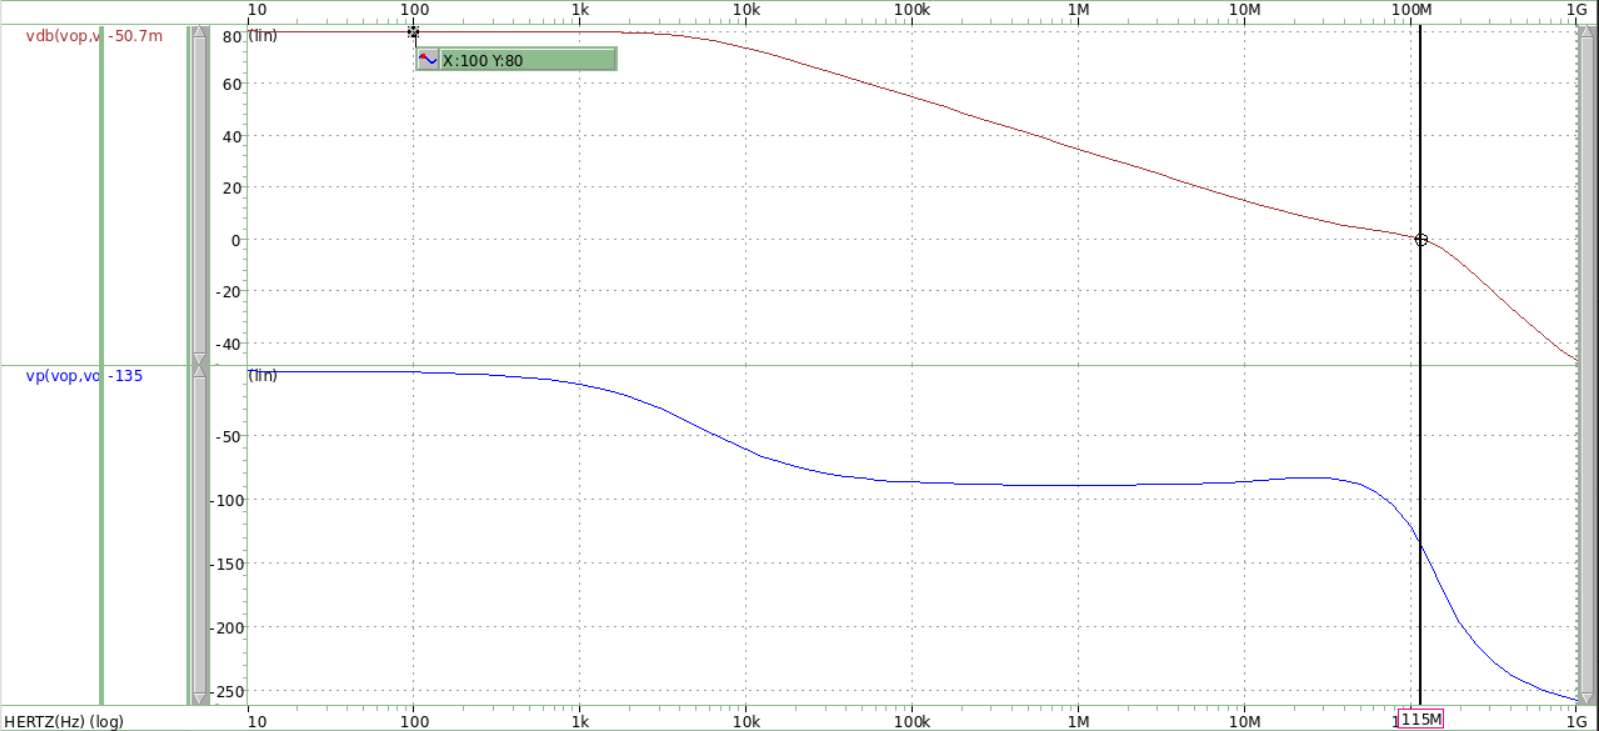 10 100 1k 10k 100k 1M 10M 100M 1G
vdb(vop,v -50.7m
80 (lin)
X:100 Y:80
60
40
20
0
-20
-40
vp(vop,vo -135
(lin)
-50
-100
-150
-200
-250
HERTZ(Hz) (log)
10 100 1k 10k 100k 1M 10M 115M 1G